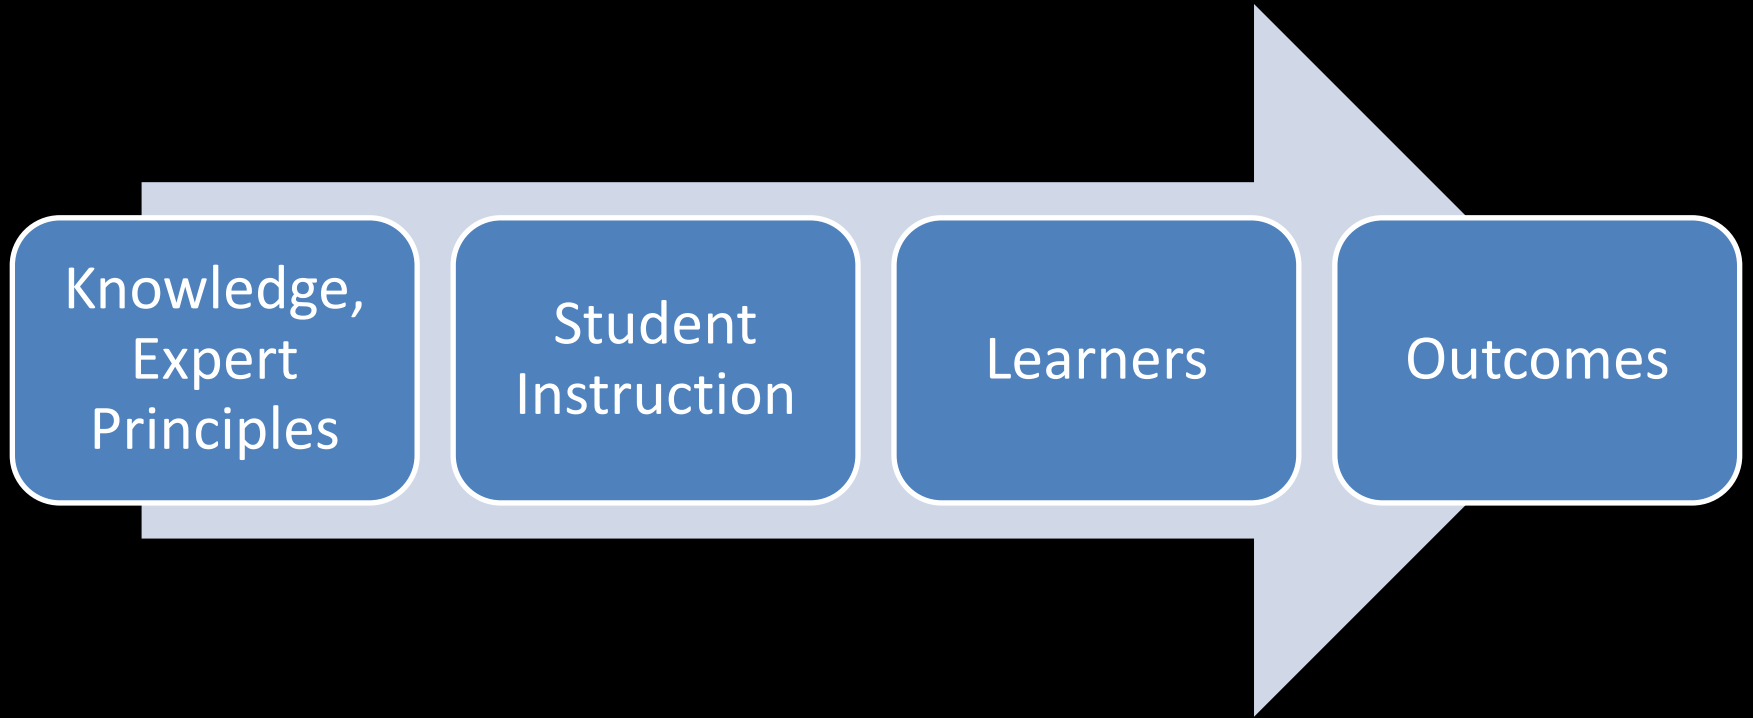 Knowledge,
Expert
Principles
Student
Instruction
Learners
Outcomes